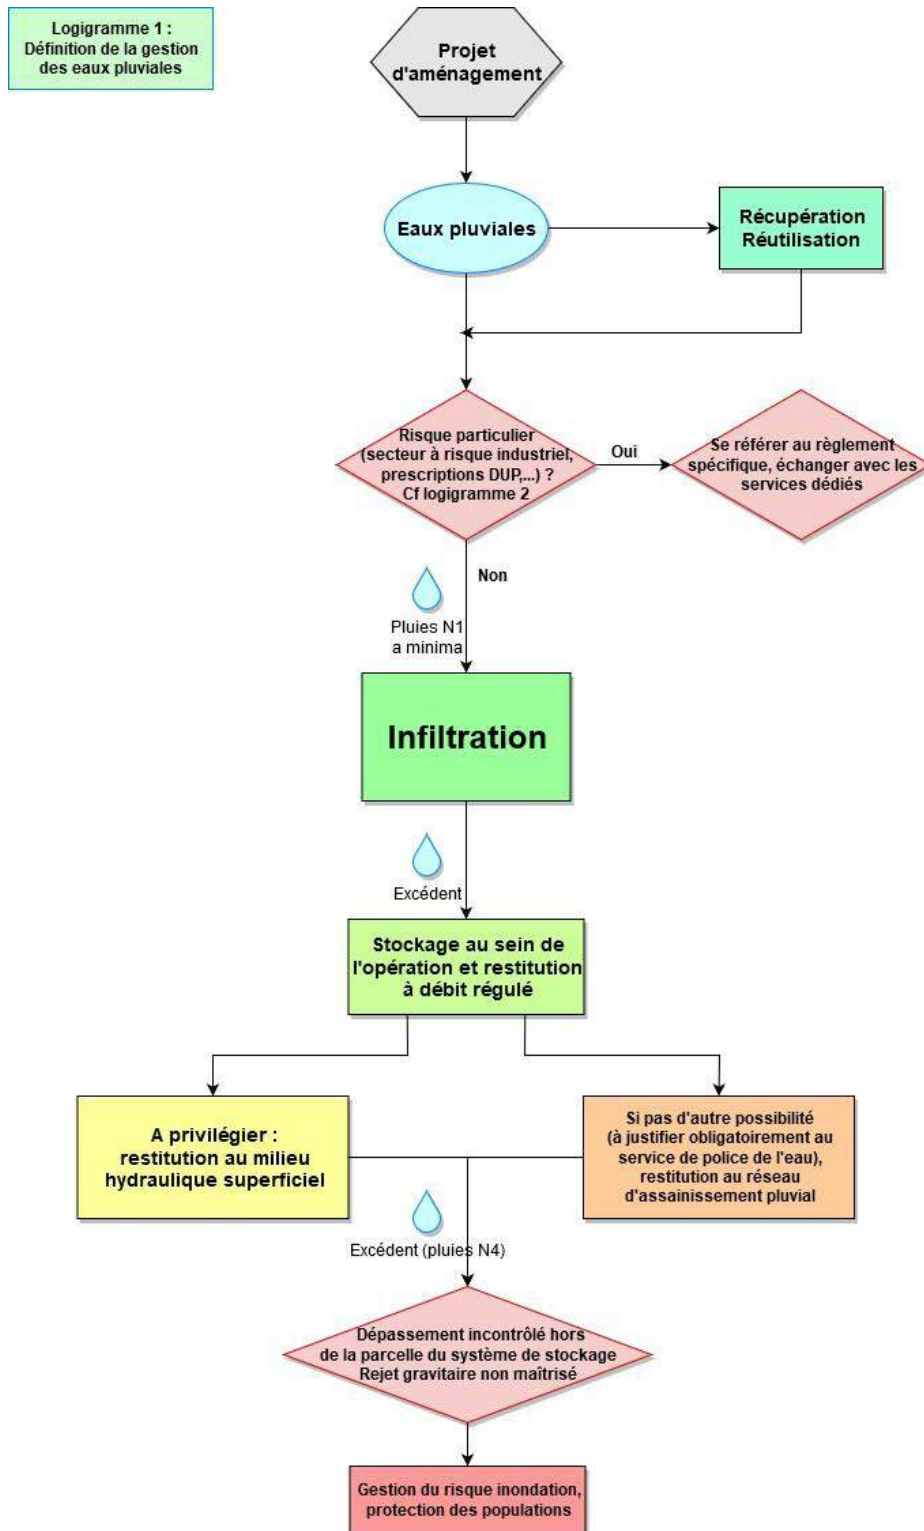 Logigramme 1 :
Définition de la gestion
des eaux pluviales
Projet
d'aménagement
Eaux pluviales
Récupération
Réutilisation
Risque particulier
(secteur à risque industriel,
prescriptions DUP,...) ?
Cf logigramme 2
Oui
Se référer au règlement
spécifique, échanger avec les
services dédiés
Non
Pluies N1
a minima
Infiltration
Excédent
Stockage au sein de
l'opération et restitution
à débit régulé
A privilégier :
restitution au milieu
hydraulique superficiel
Si pas d'autre possibilité
(à justifier obligatoirement au
service de police de l'eau),
restitution au réseau
d'assainissement pluvial
Excédent (pluies N4)
Dépassement incontrôlé hors
de la parcelle du système de stockage
Rejet gravitaire non maîtrisé
Gestion du risque inondation,
protection des populations